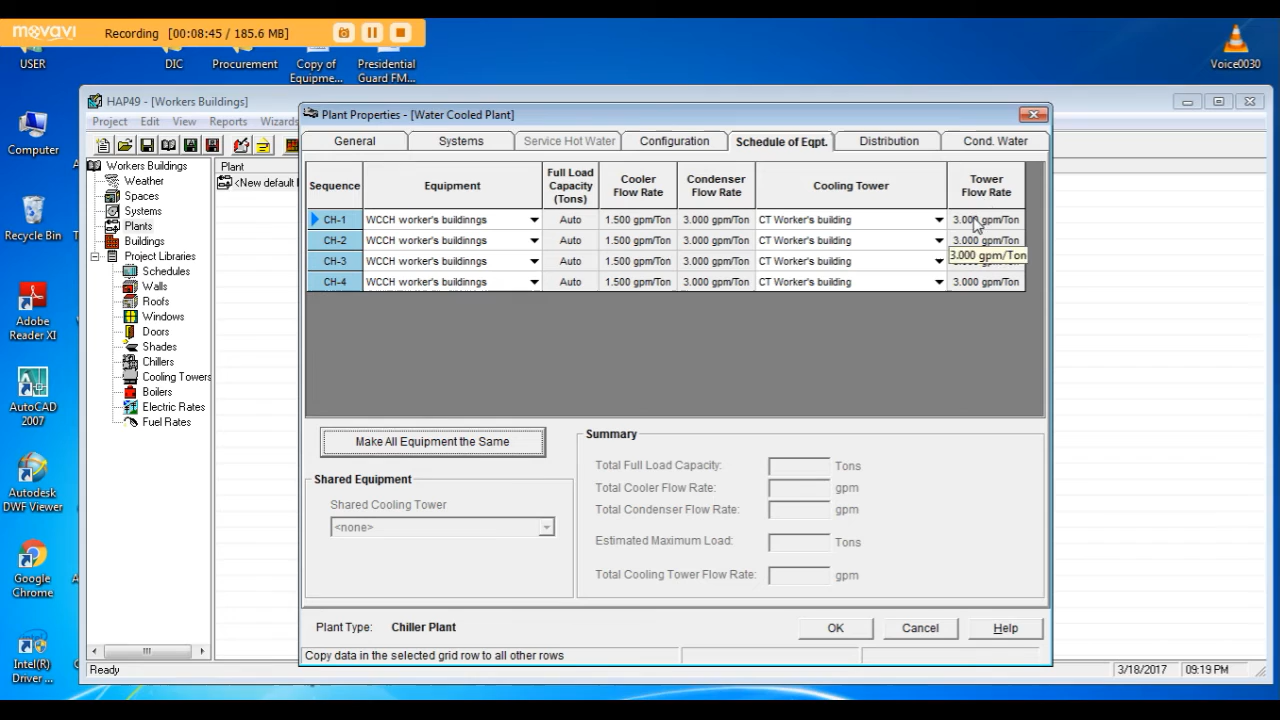 movavi
Recording [00:08:45 / 185.6 MB]
USER
DIC
Procurement
Copy of
Equipme...
Presidential
Guard FM...
Voice0030
Computer
Recycle Bin
Adobe
Reader XI
AutoCAD
2007
Autodesk
DWF Viewer
Google
Chrome
Intel(R)
Driver ...
HAP49 - [Workers Buildings]
Project Edit View Reports Wizards
Workers Buildings
Weather
Spaces
Systems
Plants
Buildings
Project Libraries
Schedules
Walls
Roofs
Windows
Doors
Shades
Chillers
Cooling Towers
Boilers
Electric Rates
Fuel Rates
Plant
<New default
Ready
3/18/2017 09:19 PM
Plant Properties - [Water Cooled Plant]
General Systems Service Hot Water Configuration Schedule of Eqpt. Distribution Cond. Water
Sequence Equipment Full Load Capacity (Tons) Cooler Flow Rate Condenser Flow Rate Cooling Tower Tower Flow Rate
CH-1 WCCH worker's buildinngs Auto 1.500 gpm/Ton 3.000 gpm/Ton CT Worker's building 3.000 gpm/Ton
CH-2 WCCH worker's buildinngs Auto 1.500 gpm/Ton 3.000 gpm/Ton CT Worker's building 3.000 gpm/Ton
3.000 gpm/Ton
CH-3 WCCH worker's buildinngs Auto 1.500 gpm/Ton 3.000 gpm/Ton CT Worker's building
CH-4 WCCH worker's buildinngs Auto 1.500 gpm/Ton 3.000 gpm/Ton CT Worker's building 3.000 gpm/Ton
Make All Equipment the Same
Shared Equipment
Shared Cooling Tower
<none>
Summary
Total Full Load Capacity: Tons
Total Cooler Flow Rate: gpm
Total Condenser Flow Rate: gpm
Estimated Maximum Load: Tons
Total Cooling Tower Flow Rate: gpm
Plant Type: Chiller Plant
OK Cancel Help
Copy data in the selected grid row to all other rows